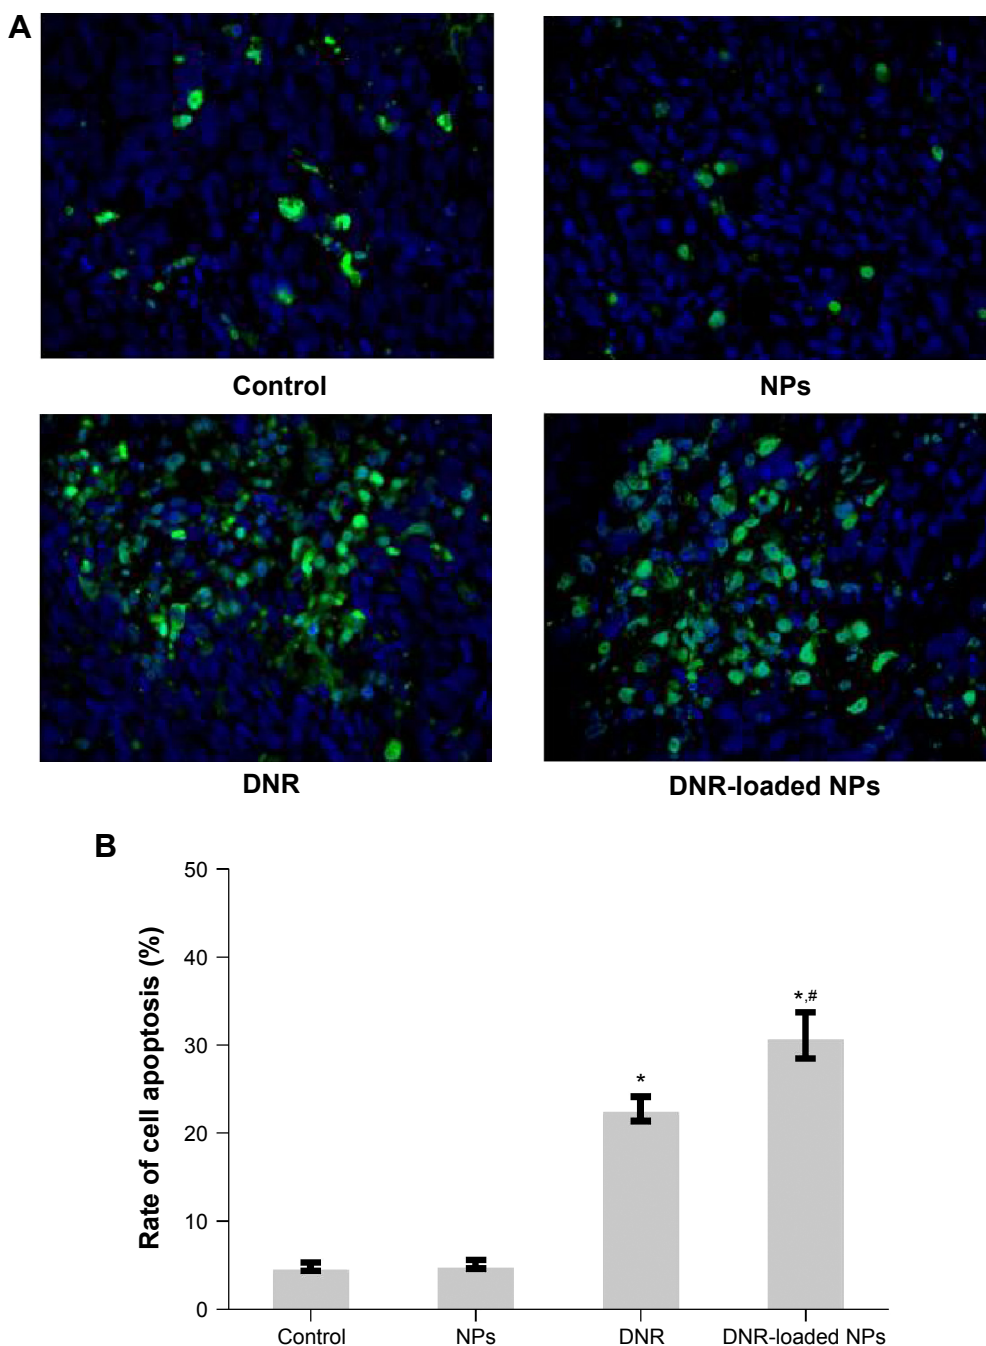 A
Control
NPs
DNR
DNR-loaded NPs
B
Rate of cell apoptosis (%)
50
40
30
20
10
0
*
*,#
Control
NPs
DNR
DNR-loaded NPs